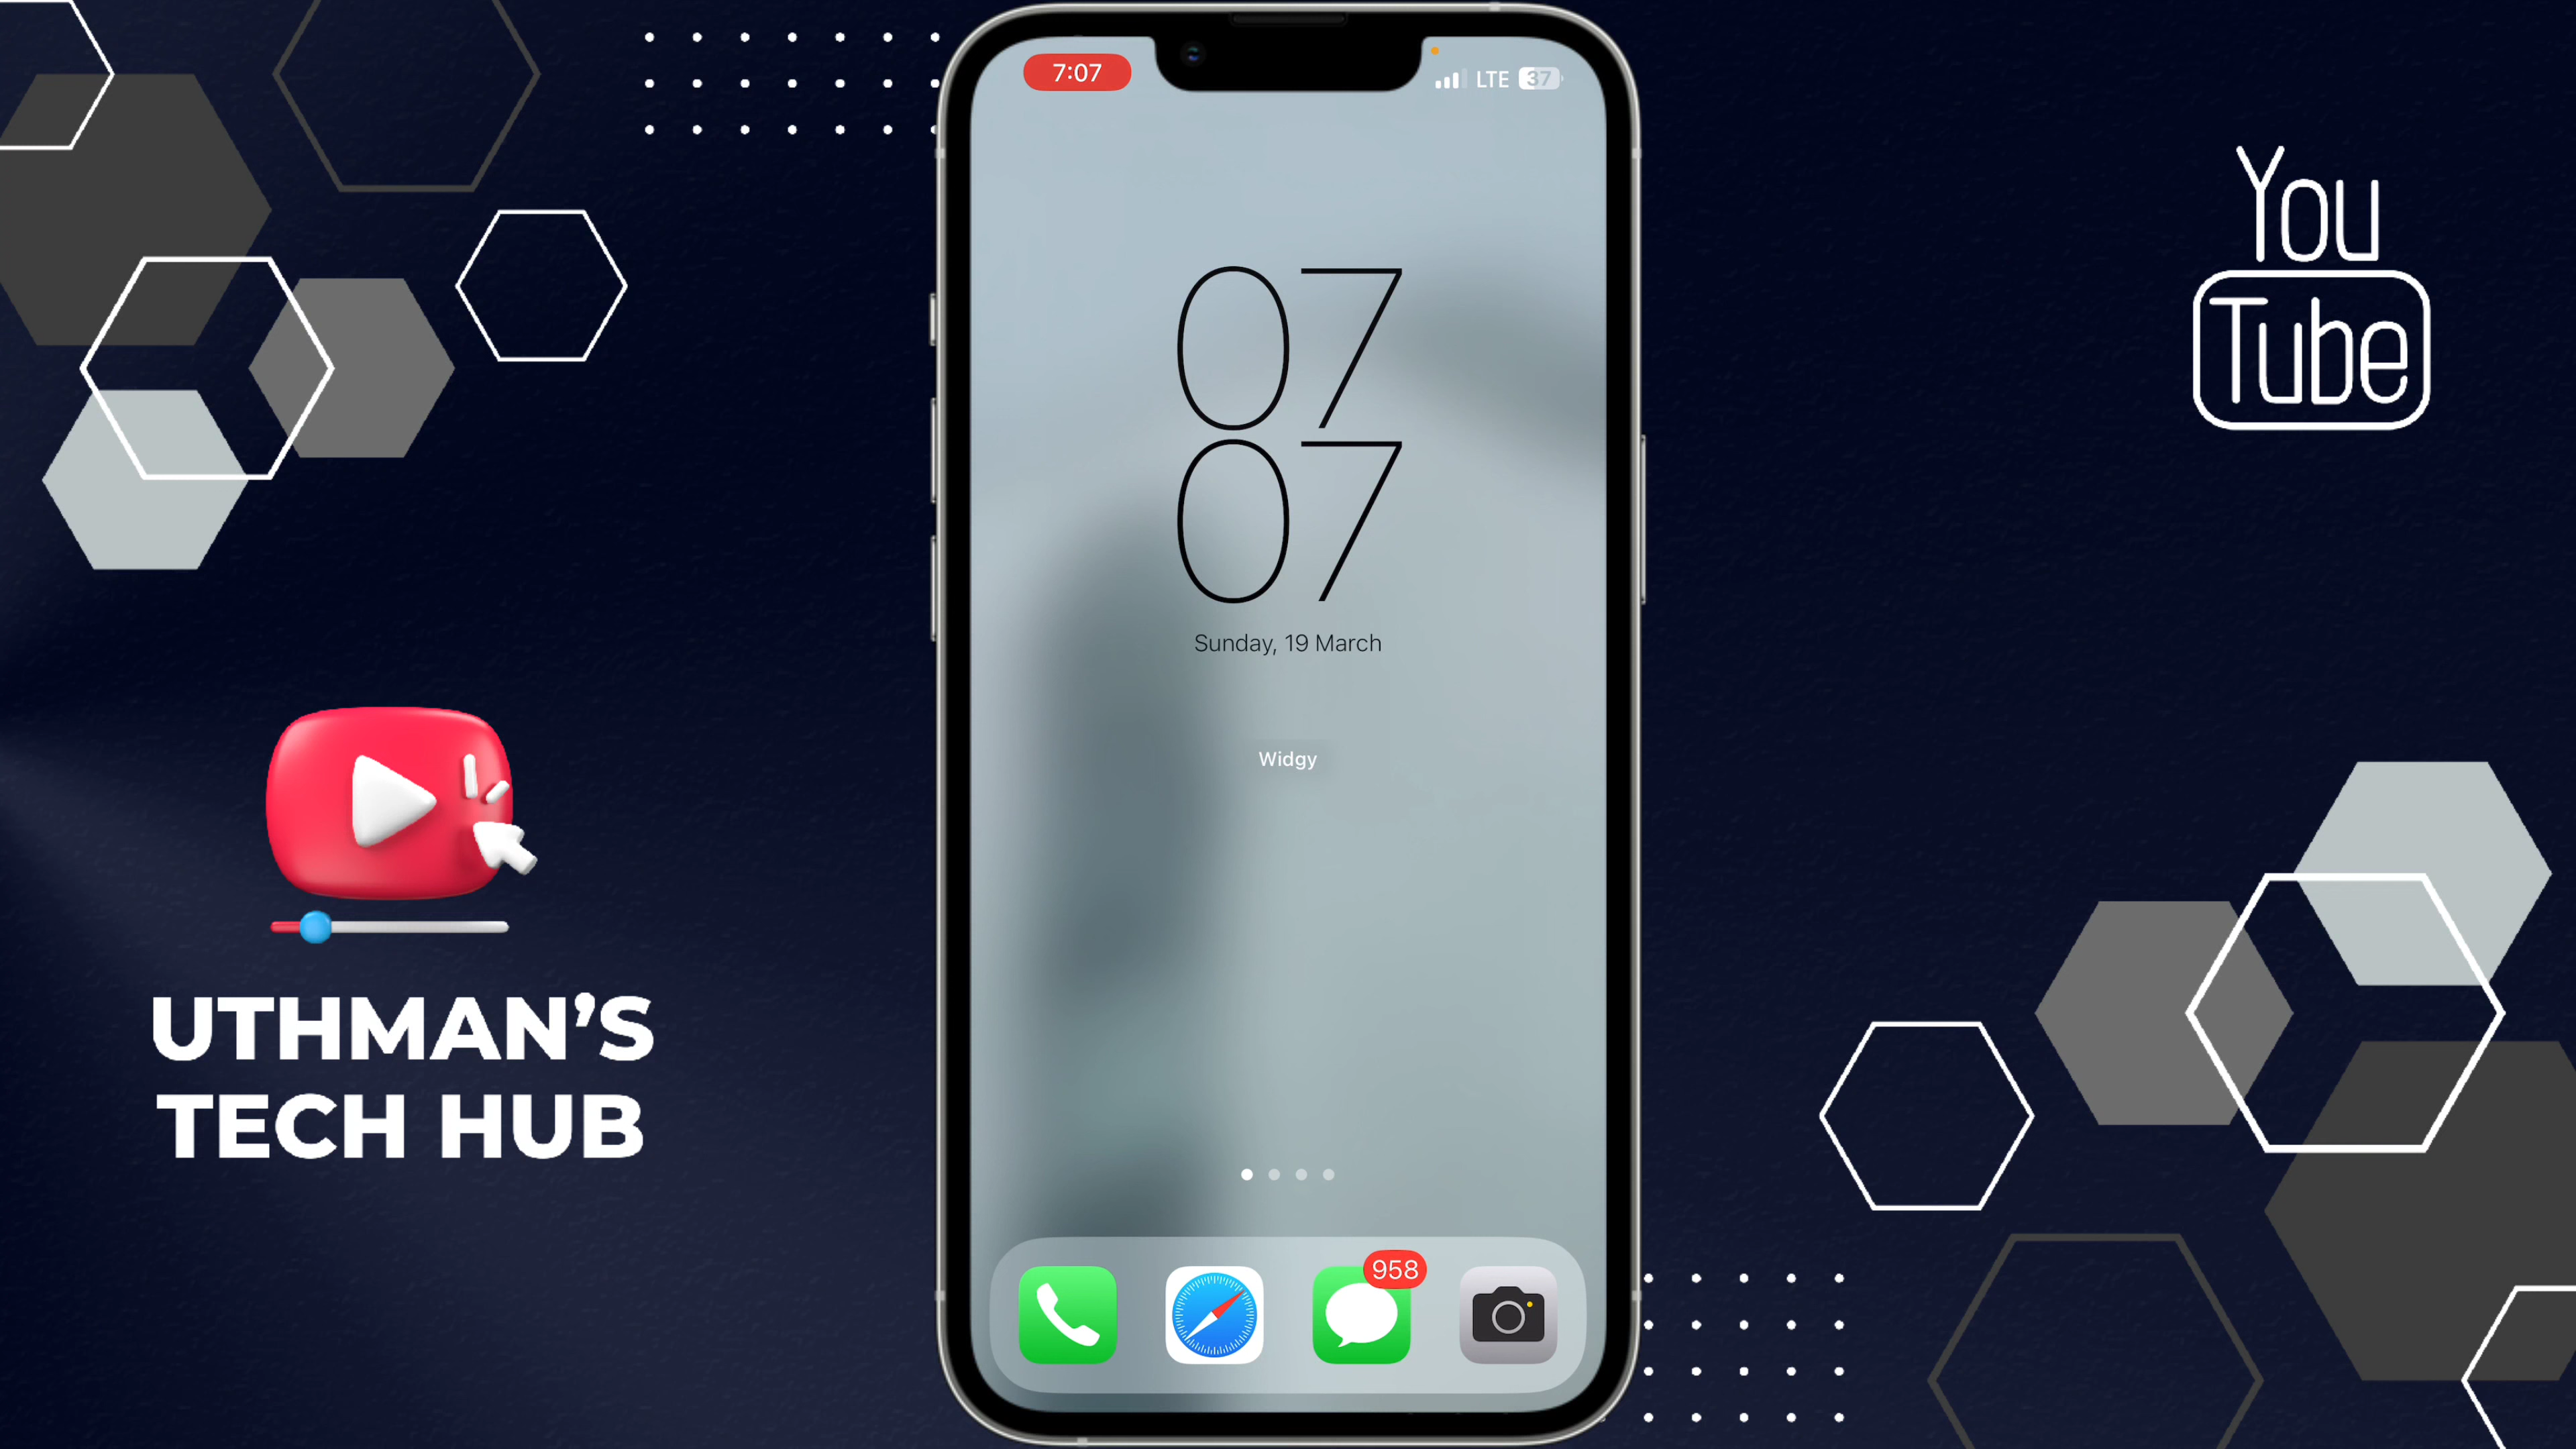 7:07
LTE 37
07
07
Sunday, 19 March
Widgy
958
You
Tube
UTHMAN'S
TECH HUB